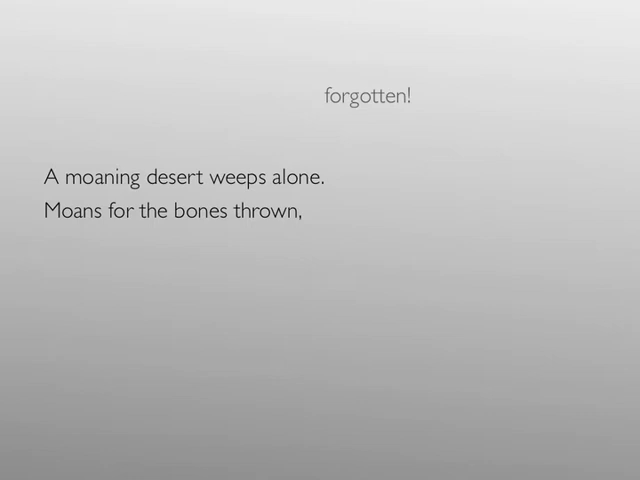 forgotten!
A moaning desert weeps alone.
Moans for the bones thrown,